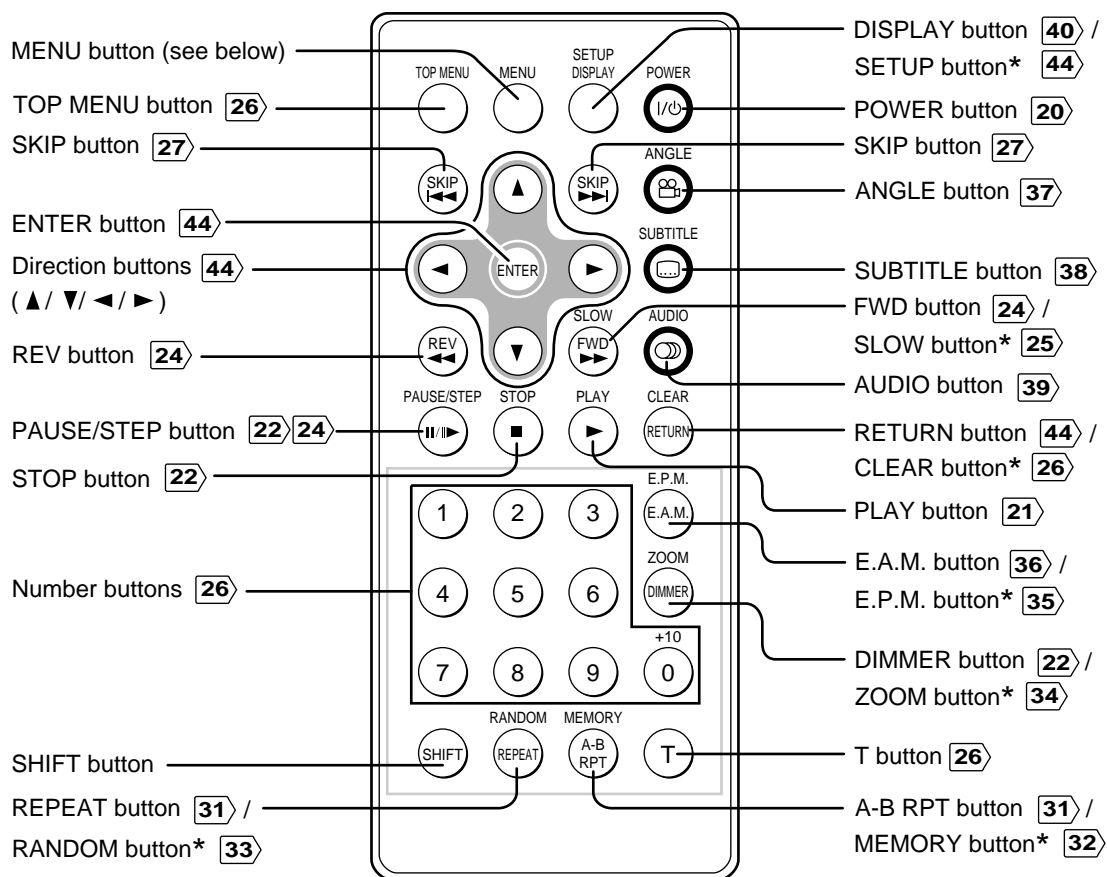 MENU button (see below)
TOP MENU button 26
SKIP button 27
ENTER button 44
Direction buttons 44
( ▲/ ▼/ ◄/ ► )
REV button 24
PAUSE/STEP button 22 24
STOP button 22
Number buttons 26
SHIFT button
REPEAT button 31 /
RANDOM button* 33
SETUP
TOP MENU MENU DISPLAY POWER
I/⏻
ANGLE
SKIP SKIP
SUBTITLE
ENTER
....
SLOW AUDIO
REV FWD
PAUSE/STEP STOP PLAY CLEAR
RETURN
E.P.M.
1 2 3 E.A.M.
ZOOM
4 5 6 DIMMER
+10
7 8 9 0
RANDOM MEMORY
SHIFT REPEAT A-B RPT T
DISPLAY button 40 /
SETUP button* 44
POWER button 20
SKIP button 27
ANGLE button 37
SUBTITLE button 38
FWD button 24 /
SLOW button* 25
AUDIO button 39
RETURN button 44 /
CLEAR button* 26
PLAY button 21
E.A.M. button 36 /
E.P.M. button* 35
DIMMER button 22 /
ZOOM button* 34
T button 26
A-B RPT button 31 /
MEMORY button* 32